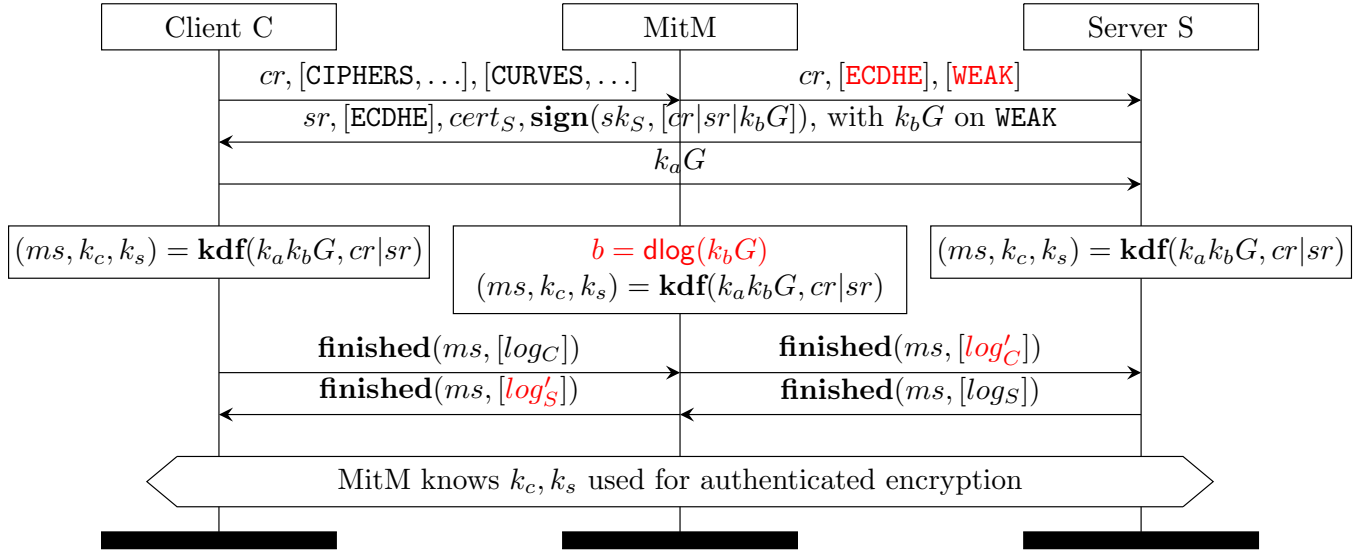 Client C
MitM
Server S
cr, [CIPHERS, ...], [CURVES, ...]
cr, [ECDHE], [WEAK]
sr, [ECDHE], cert_S, sign(sk_S, [cr|sr|k_bG]), with k_bG on WEAK
k_aG
(ms, k_c, k_s) = kdf(k_ak_bG, cr|sr)
b = dlog(k_bG)
(ms, k_c, k_s) = kdf(k_ak_bG, cr|sr)
(ms, k_c, k_s) = kdf(k_ak_bG, cr|sr)
finished(ms, [log_C])
finished(ms, [log'_C])
finished(ms, [log'_S])
finished(ms, [log_S])
MitM knows k_c, k_s used for authenticated encryption